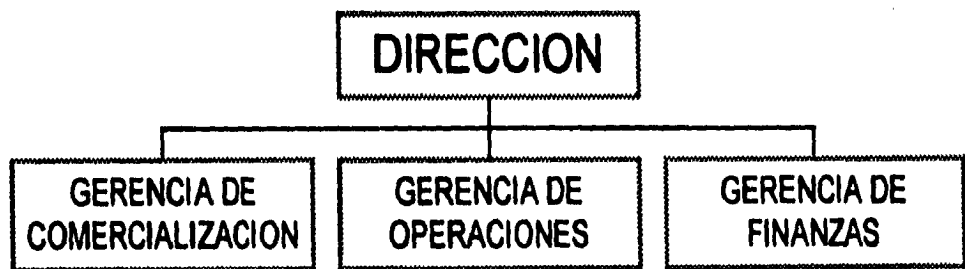 DIRECCION
GERENCIA DE
COMERCIALIZACION
GERENCIA DE
OPERACIONES
GERENCIA DE
FINANZAS